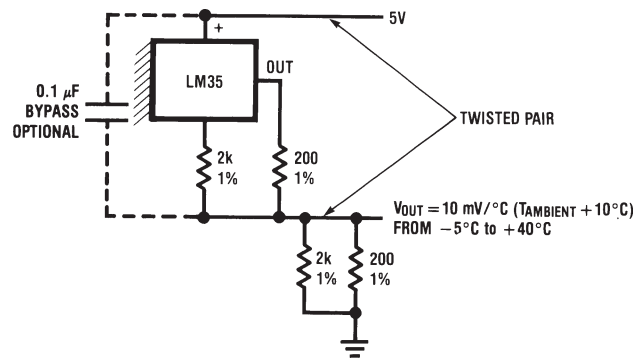 5V
+
OUT
LM35
0.1 µF
BYPASS
OPTIONAL
TWISTED PAIR
2k
1%
200
1%
VOUT = 10 mV/°C (TAMBIENT + 10°C)
FROM −5°C to +40°C
2k
1%
200
1%